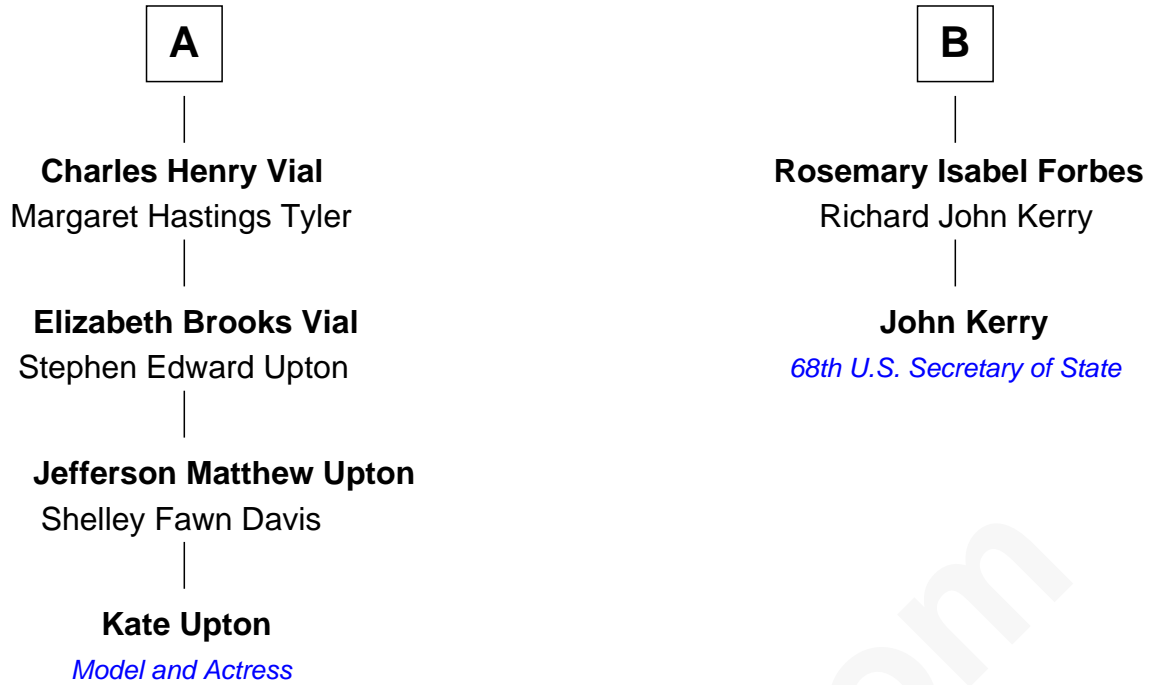 A
Charles Henry Vial
Margaret Hastings Tyler
Elizabeth Brooks Vial
Stephen Edward Upton
Jefferson Matthew Upton
Shelley Fawn Davis
Kate Upton
Model and Actress
B
Rosemary Isabel Forbes
Richard John Kerry
John Kerry
68th U.S. Secretary of State
om